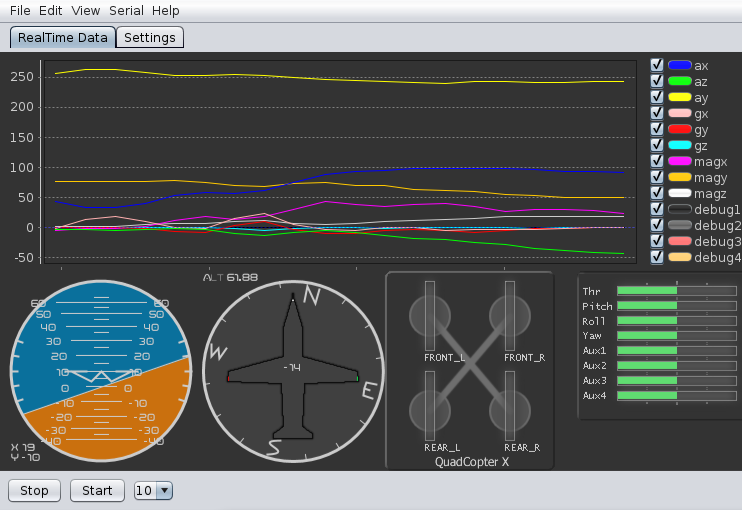 File Edit View Serial Help
RealTime Data Settings
250
200
150
100
50
0
-50
ax
az
ay
gx
gy
gz
magx
magy
magz
debug1
debug2
debug3
debug4
60 60
50 50
40 40
30 30
20 20
10 10
0 0
-10 -10
-20 -20
-30 -30
-40 -40
X 19
Y -10
ALT 61.88
N
W
E
S
-14
FRONT_L FRONT_R
REAR_L REAR_R
QuadCopter X
Thr
Pitch
Roll
Yaw
Aux1
Aux2
Aux3
Aux4
Stop Start 10